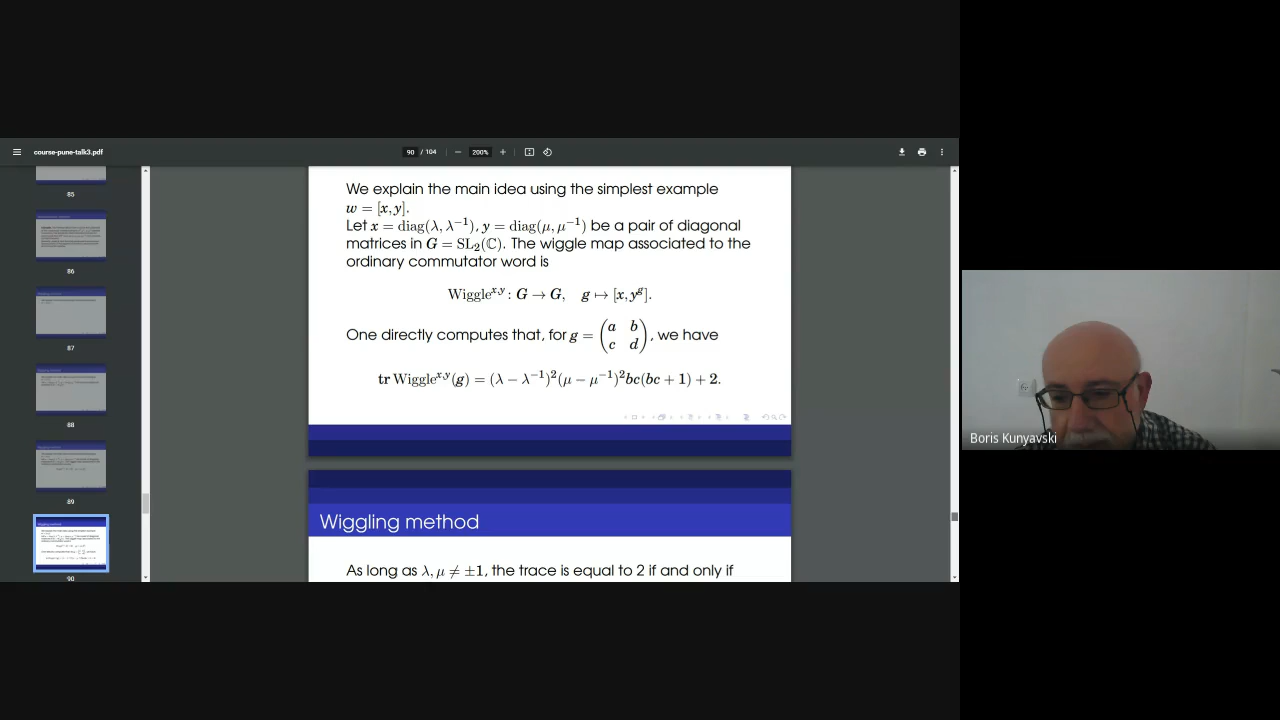 course-pune-talk3.pdf
90 / 104
200%
85
86
87
88
89
90
We explain the main idea using the simplest example
w = [x, y].
Let x = diag(λ, λ⁻¹), y = diag(μ, μ⁻¹) be a pair of diagonal
matrices in G = SL₂(ℂ). The wiggle map associated to the
ordinary commutator word is
Wiggleˣ,ʸ: G → G, g ↦ [x, yᵍ].
One directly computes that, for g = (a b
c d), we have
tr Wiggleˣ,ʸ(g) = (λ − λ⁻¹)²(μ − μ⁻¹)²bc(bc + 1) + 2.
Wiggling method
As long as λ, μ ≠ ±1, the trace is equal to 2 if and only if
Boris Kunyavski